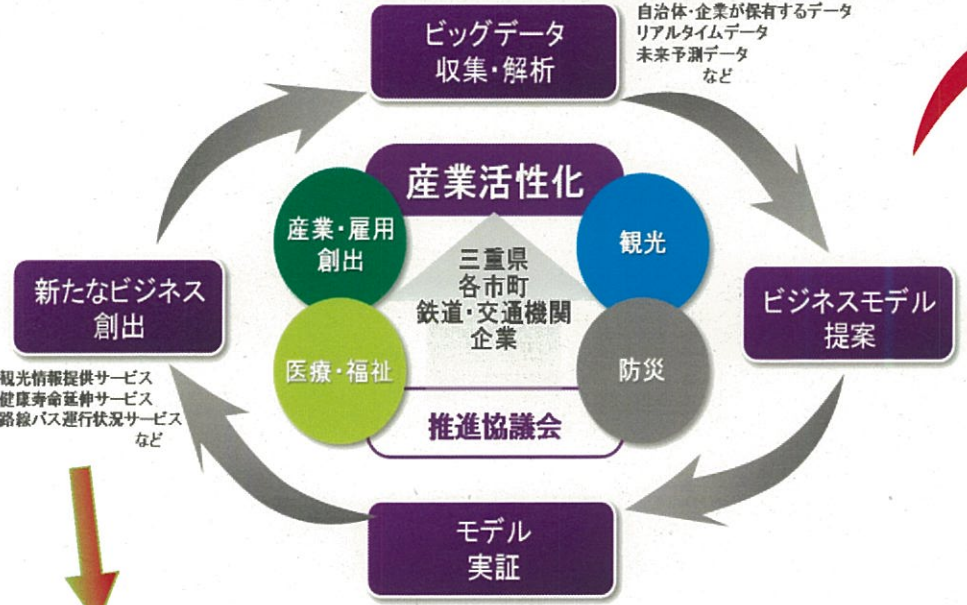 ビッグデータ
収集・解析
自治体・企業が保有するデータ
リアルタイムデータ
未来予測データ
など
産業活性化
産業・雇用
創出
観光
三重県
各市町
鉄道・交通機関
企業
新たなビジネス
創出
ビジネスモデル
提案
観光情報提供サービス
健康寿命延伸サービス
路線バス運行状況サービス
など
医療・福祉
防災
推進協議会
モデル
実証